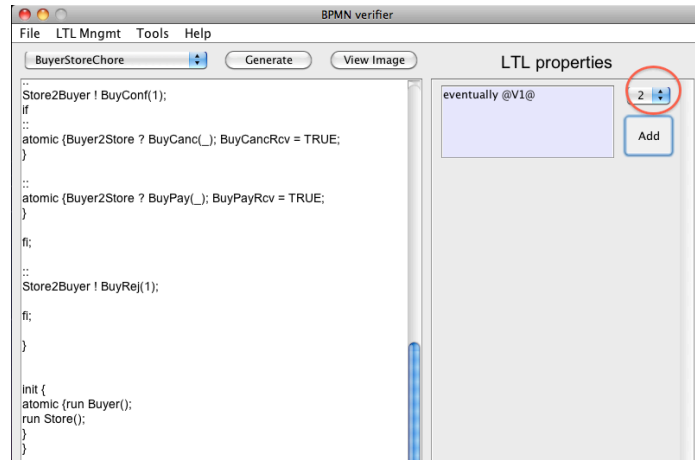 BPMN verifier
File LTL Mngmt Tools Help
BuyerStoreChore Generate View Image LTL properties
::
Store2Buyer ! BuyConf(1);
if
::
atomic {Buyer2Store ? BuyCanc(_); BuyCancRcv = TRUE;
}
::
atomic {Buyer2Store ? BuyPay(_); BuyPayRcv = TRUE;
}
fi;
::
Store2Buyer ! BuyRej(1);
fi;
}
init {
atomic {run Buyer();
run Store();
}
}
eventually @V1@
2
Add